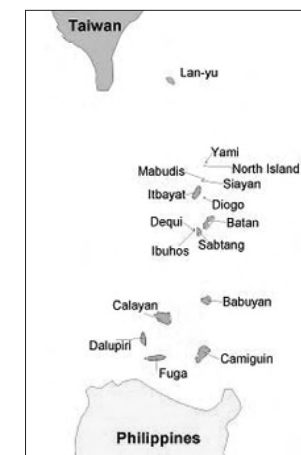 Taiwan
Lan-yu
Yami
North Island
Mabudis
Siayan
Itbayat
Diogo
Dequi
Batan
Ibuhos
Sabtang
Babuyan
Calayan
Dalupiri
Camiguin
Fuga
Philippines